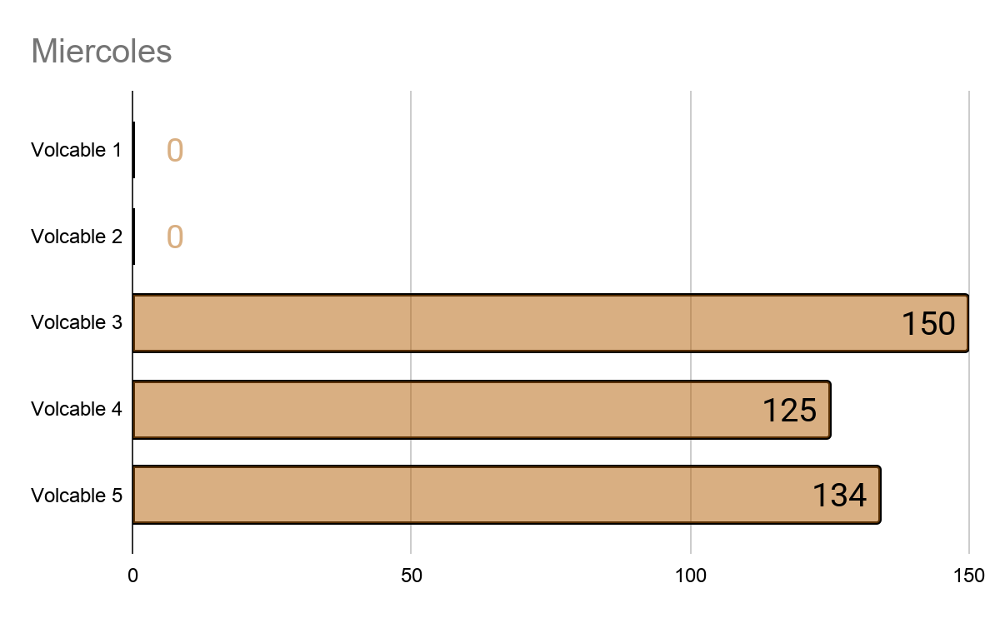 Miercoles
Volcable 1 0
Volcable 2 0
Volcable 3 150
Volcable 4 125
Volcable 5 134
0 50 100 150